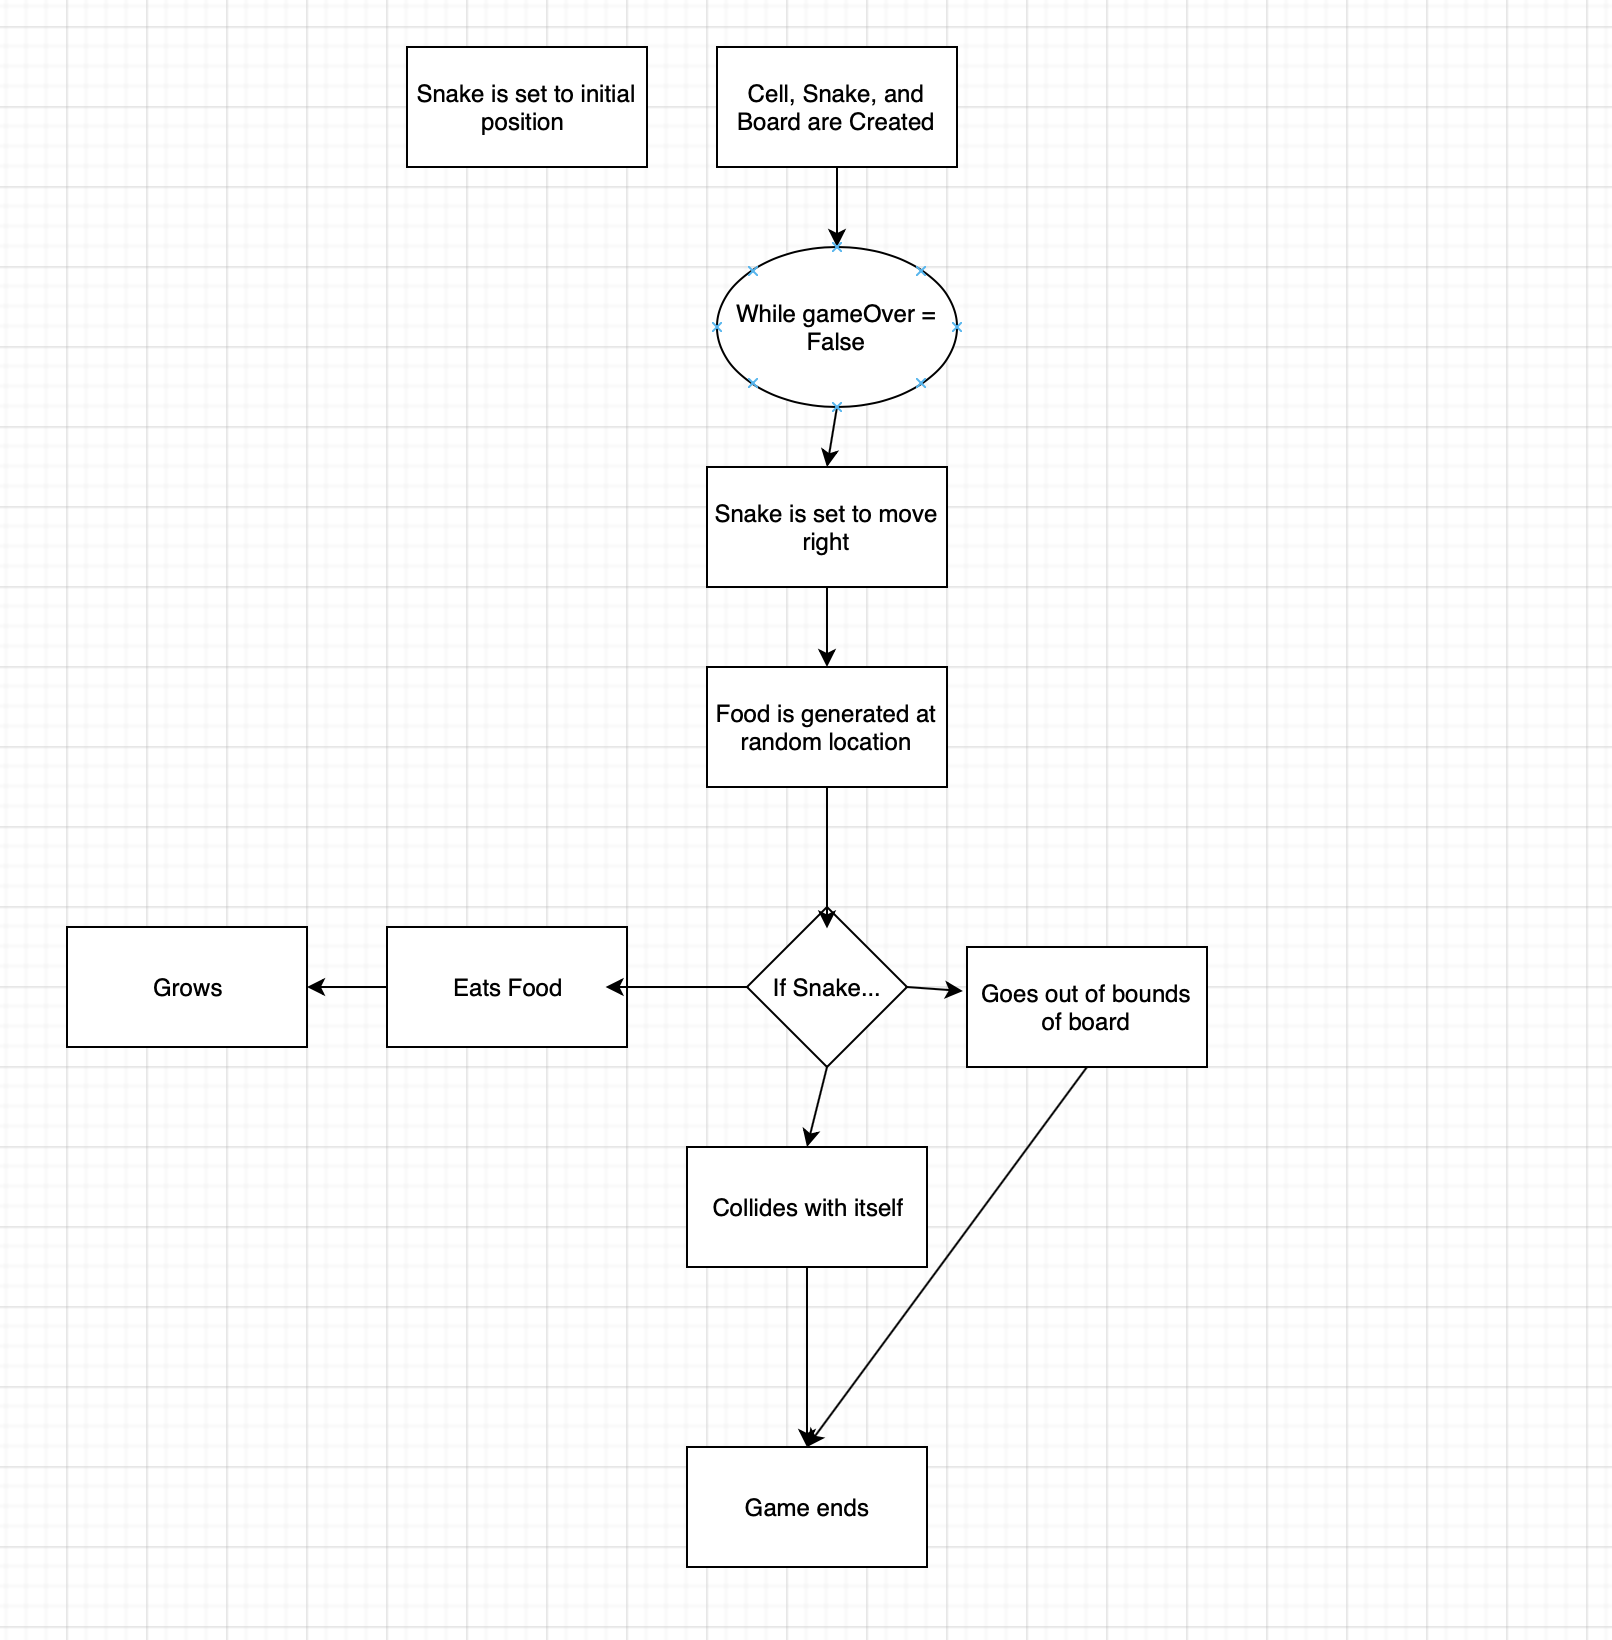 Snake is set to initial
position
Cell, Snake, and
Board are Created
While gameOver =
False
Snake is set to move
right
Food is generated at
random location
Grows
Eats Food
If Snake...
Goes out of bounds
of board
Collides with itself
Game ends